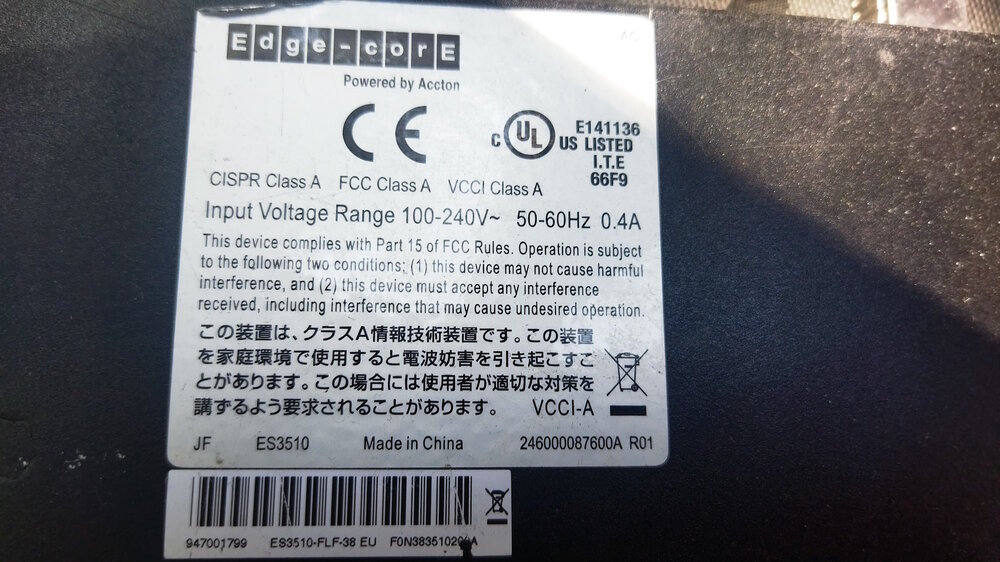 Edge-corE
Powered by Accton
CE
C UL US LISTED
E141136
I.T.E
66F9
CISPR Class A FCC Class A VCCI Class A
Input Voltage Range 100-240V~ 50-60Hz 0.4A
This device complies with Part 15 of FCC Rules. Operation is subject
to the following two conditions: (1) this device may not cause harmful
interference, and (2) this device must accept any interference
received, including interference that may cause undesired operation.
この装置は、クラスA情報技術装置です。この装置
を家庭環境で使用すると電波妨害を引き起こすこ
とがあります。この場合には使用者が適切な対策を
講ずるよう要求されることがあります。 VCCI-A
JF ES3510 Made in China 246000087600A R01
947001799 ES3510-FLF-38 EU